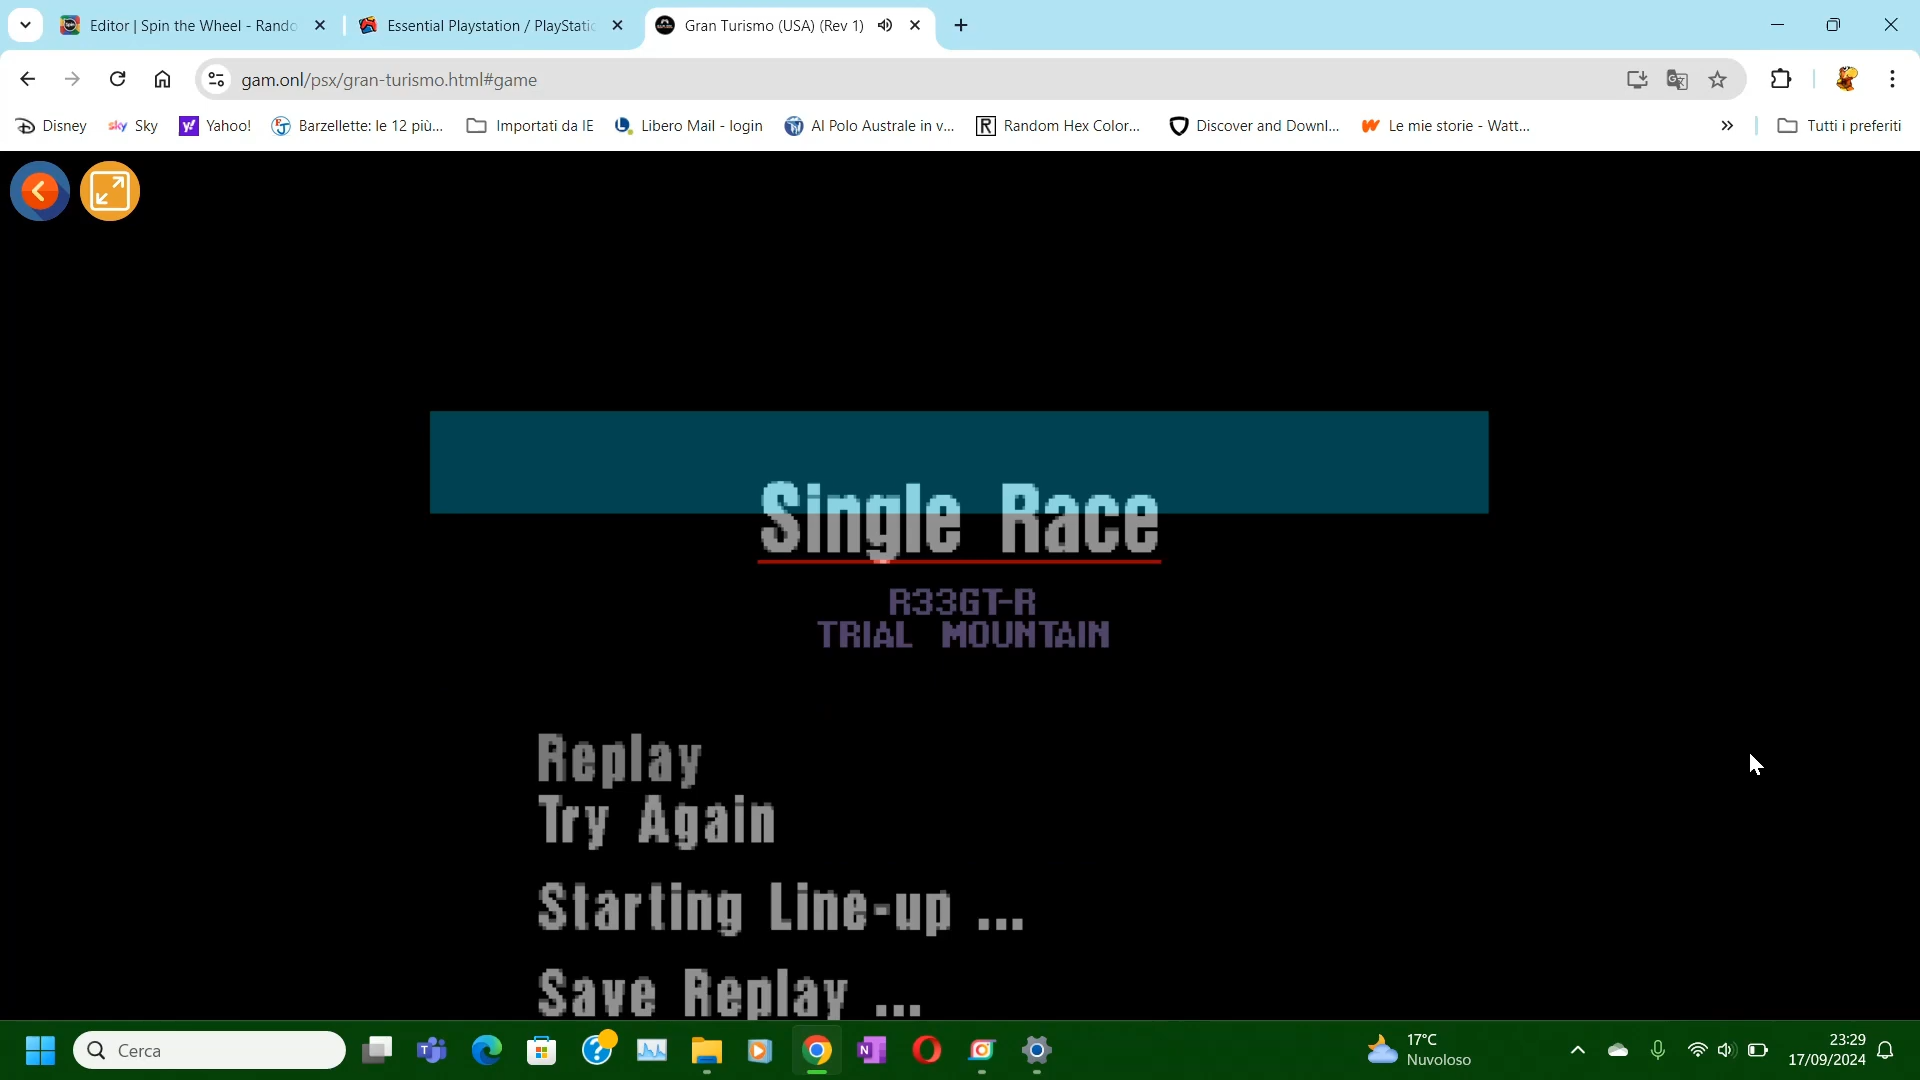 Editor | Spin the Wheel - Rando
Essential Playstation / PlayStatio
Gran Turismo (USA) (Rev 1)
gam.onl/psx/gran-turismo.html#game
Disney
sky Sky
Yahoo!
Barzellette: le 12 più...
Importati da IE
Libero Mail - login
Al Polo Australe in v...
R Random Hex Color...
Discover and Downl...
Le mie storie - Watt...
Tutti i preferiti
Single Race
R33GT-R
TRIAL MOUNTAIN
Replay
Try Again
Starting Line-up ...
Save Replay ...
Cerca
17°C
Nuvoloso
23:29
17/09/2024